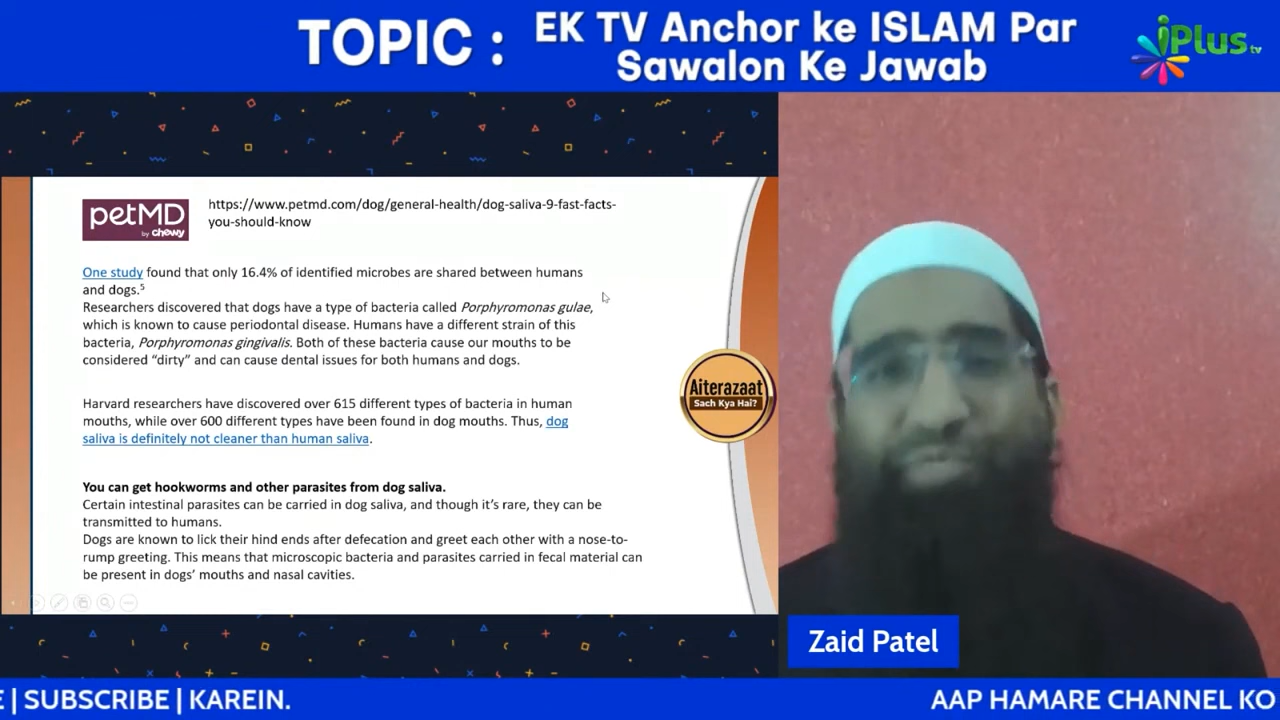 TOPIC :
EK TV Anchor ke ISLAM Par
Sawalon Ke Jawab
iPlus tv
petMD
by chewy
https://www.petmd.com/dog/general-health/dog-saliva-9-fast-facts-
you-should-know
One study found that only 16.4% of identified microbes are shared between humans
and dogs.⁵
Researchers discovered that dogs have a type of bacteria called Porphyromonas gulae,
which is known to cause periodontal disease. Humans have a different strain of this
bacteria, Porphyromonas gingivalis. Both of these bacteria cause our mouths to be
considered “dirty” and can cause dental issues for both humans and dogs.
Harvard researchers have discovered over 615 different types of bacteria in human
mouths, while over 600 different types have been found in dog mouths. Thus, dog
saliva is definitely not cleaner than human saliva.
You can get hookworms and other parasites from dog saliva.
Certain intestinal parasites can be carried in dog saliva, and though it’s rare, they can be
transmitted to humans.
Dogs are known to lick their hind ends after defecation and greet each other with a nose-to-
rump greeting. This means that microscopic bacteria and parasites carried in fecal material can
be present in dogs’ mouths and nasal cavities.
Aiterazaat
Sach Kya Hai?
Zaid Patel
E | SUBSCRIBE | KAREIN.
AAP HAMARE CHANNEL KO